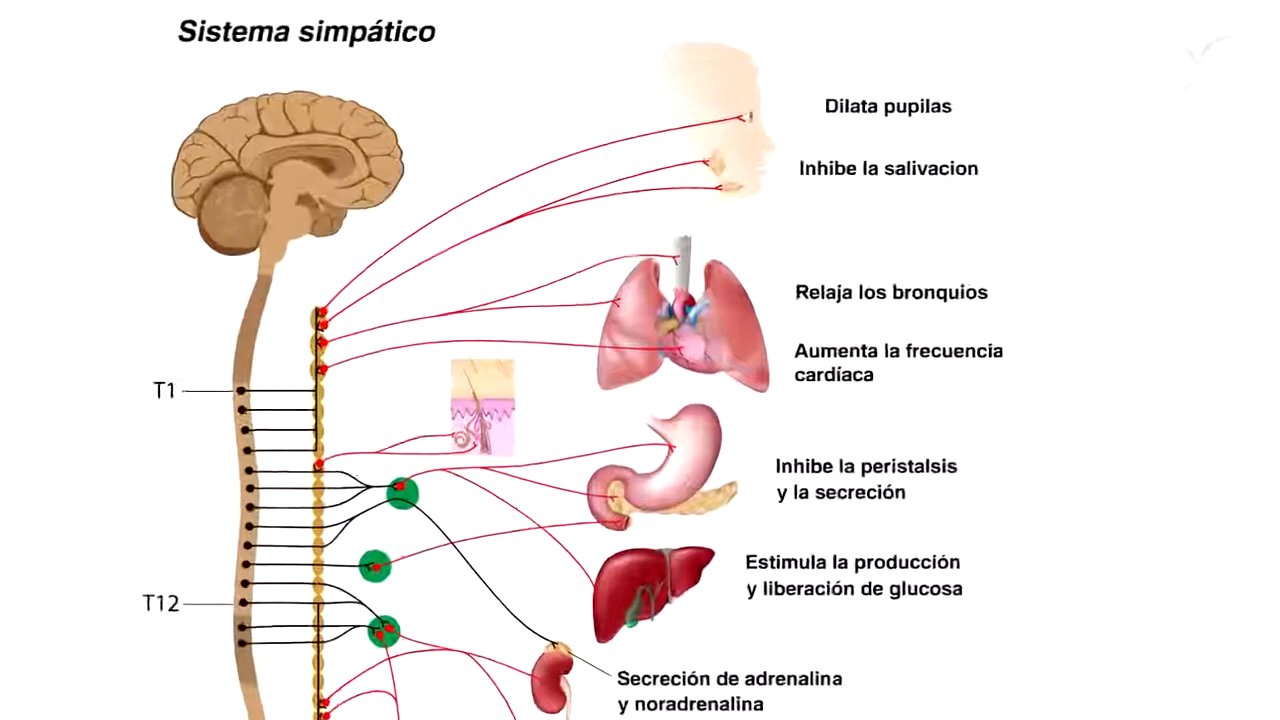 Sistema simpático
Dilata pupilas
Inhibe la salivacion
Relaja los bronquios
Aumenta la frecuencia
cardíaca
T1
Inhibe la peristalsis
y la secreción
Estimula la producción
y liberación de glucosa
T12
Secreción de adrenalina
y noradrenalina